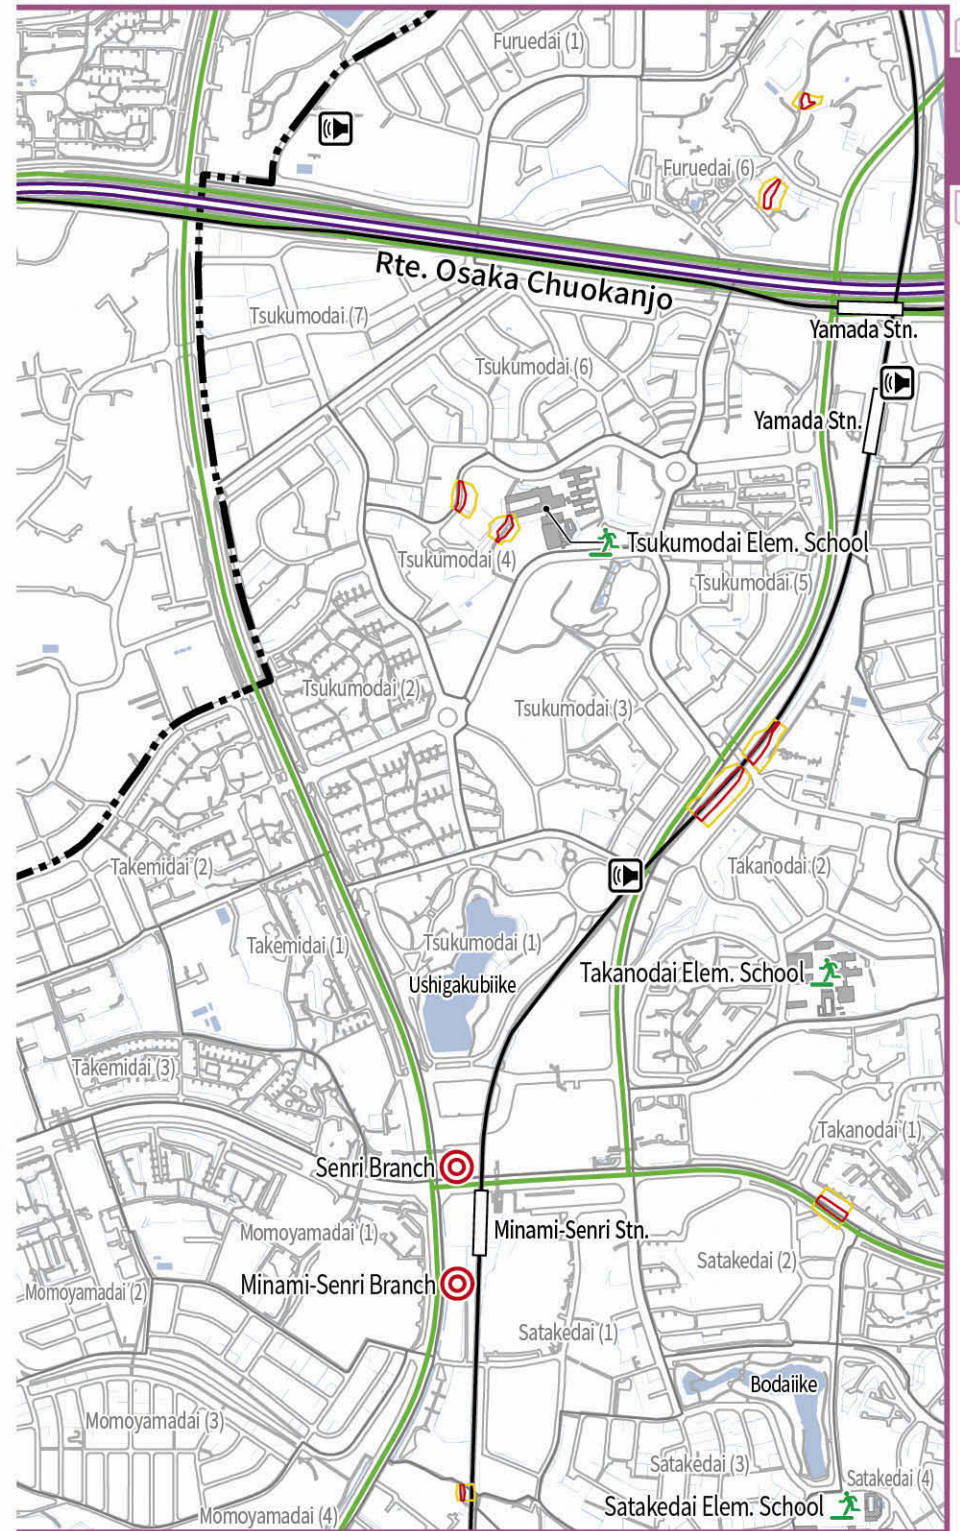 Furuedai (1)
Furuedai (6)
Rte. Osaka Chuokanjo
Tsukumodai (7)
Yamada Stn.
Tsukumodai (6)
Yamada Stn.
Tsukumodai Elem. School
Tsukumodai (4)
Tsukumodai (5)
Tsukumodai (2)
Tsukumodai (3)
Takemidai (2)
Takanodai (2)
Takemidai (1)
Tsukumodai (1)
Takanodai Elem. School
Ushigakubiike
Takemidai (3)
Takanodai (1)
Senri Branch
Momoyamadai (1)
Minami-Senri Stn.
Satakedai (2)
Minami-Senri Branch
Momoyamadai (2)
Satakedai (1)
Bodaiike
Momoyamadai (3)
Satakedai (3)
Satakedai (4)
Satakedai Elem. School
Momoyamadai (4)